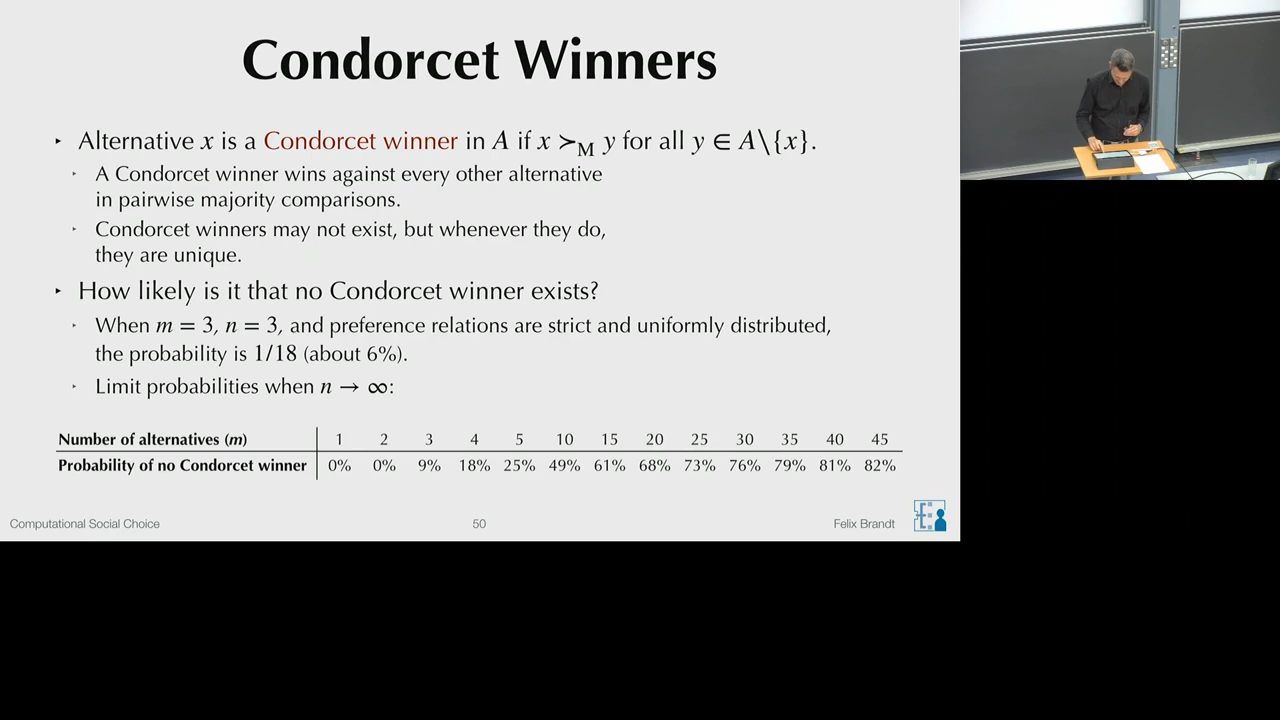 Condorcet Winners
‣ Alternative x is a Condorcet winner in A if x ≻M y for all y ∈ A\{x}.
‣ A Condorcet winner wins against every other alternative
in pairwise majority comparisons.
‣ Condorcet winners may not exist, but whenever they do,
they are unique.
‣ How likely is it that no Condorcet winner exists?
‣ When m = 3, n = 3, and preference relations are strict and uniformly distributed,
the probability is 1/18 (about 6%).
‣ Limit probabilities when n → ∞:
Number of alternatives (m) 1 2 3 4 5 10 15 20 25 30 35 40 45
Probability of no Condorcet winner 0% 0% 9% 18% 25% 49% 61% 68% 73% 76% 79% 81% 82%
Computational Social Choice 50 Felix Brandt